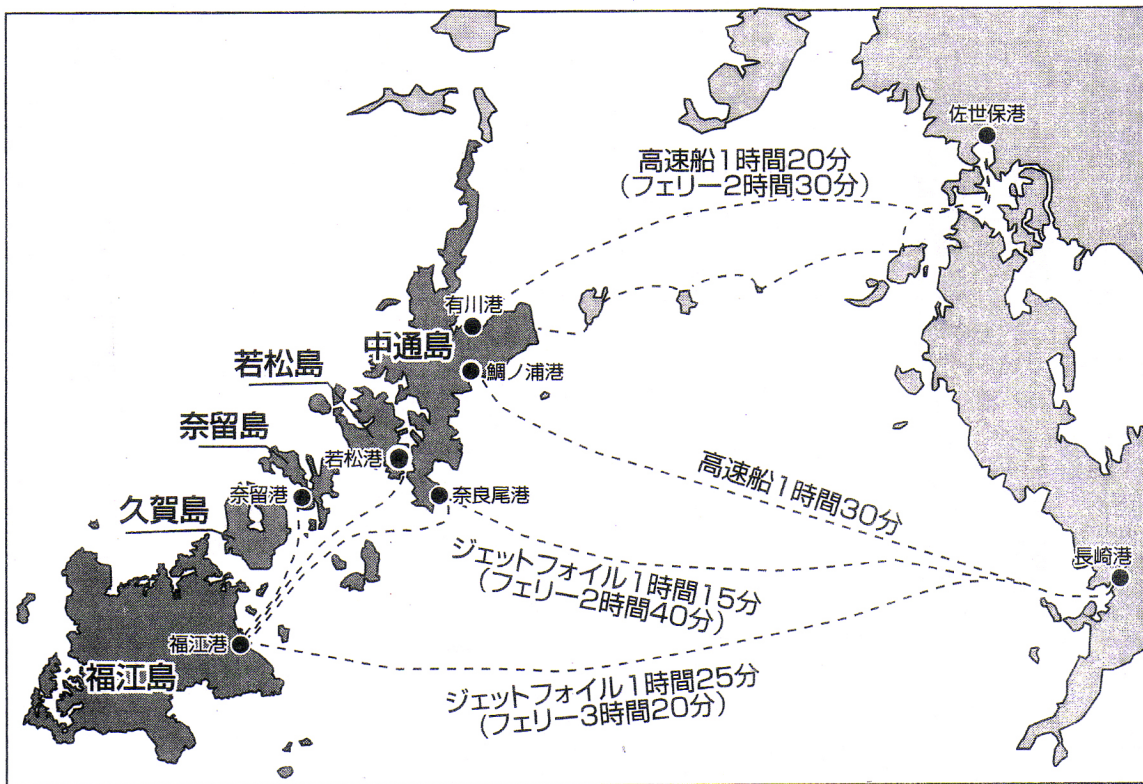 佐世保港
高速船1時間20分
（フェリー2時間30分）
有川港
中通島
若松島
鯛ノ浦港
奈留島
若松港
高速船1時間30分
奈留港
奈良尾港
久賀島
ジェットフォイル1時間15分
（フェリー2時間40分）
長崎港
福江港
福江島
ジェットフォイル1時間25分
（フェリー3時間20分）